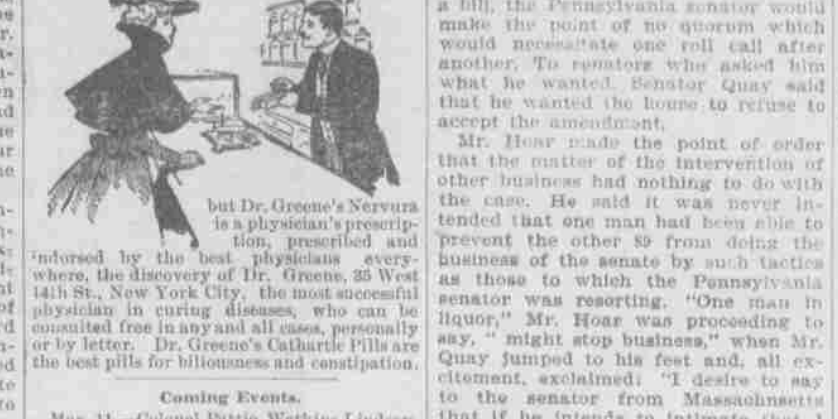 but Dr. Greene's Nervura
is a physician's prescrip-
tion, prescribed and
indorsed by the best physicians every-
where, the discovery of Dr. Greene, 35 West
14th St., New York City, the most successful
physician in curing diseases, who can be
consulted free in any and all cases, personally
or by letter. Dr. Greene's Cathartic Pills are
the best pills for biliousness and constipation.
Coming Events.
a bill, the Pennsylvania senator would
make the point of no quorum which
would necessitate one roll call after
another. To senators who asked him
what he wanted, Senator Quay said
that he wanted the house to refuse to
accept the amendment.
Mr. Hoar made the point of order
that the matter of the intervention of
other business had nothing to do with
the case. He said it was never in-
tended that one man had been able to
prevent the other 89 from doing the
business of the senate by such tactics
as those to which the Pennsylvania
senator was resorting. "One man in
liquor," Mr. Hoar was proceeding to
say, " might stop business," when Mr.
Quay jumped to his feet and, all ex-
citement, exclaimed: "I desire to say
to the senator from Massachusetts
that if he intends to